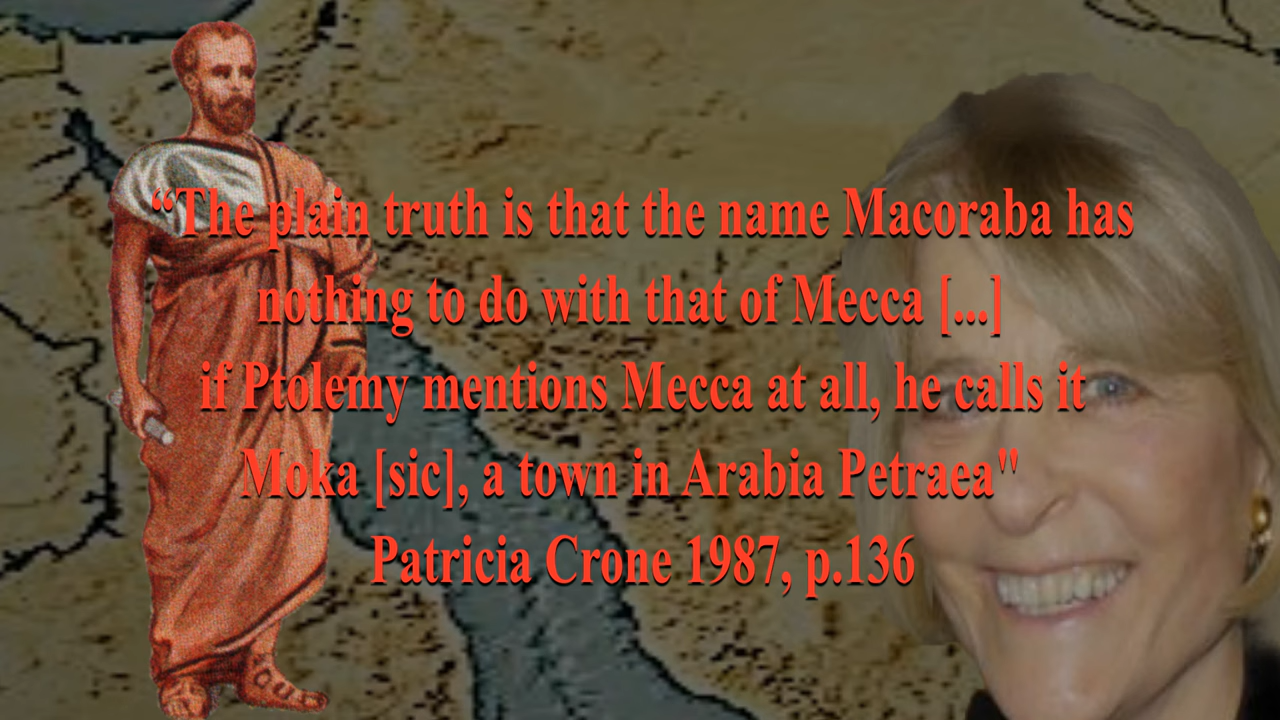 “The plain truth is that the name Macoraba has
nothing to do with that of Mecca [...]
if Ptolemy mentions Mecca at all, he calls it
Moka [sic], a town in Arabia Petraea"
Patricia Crone 1987, p.136